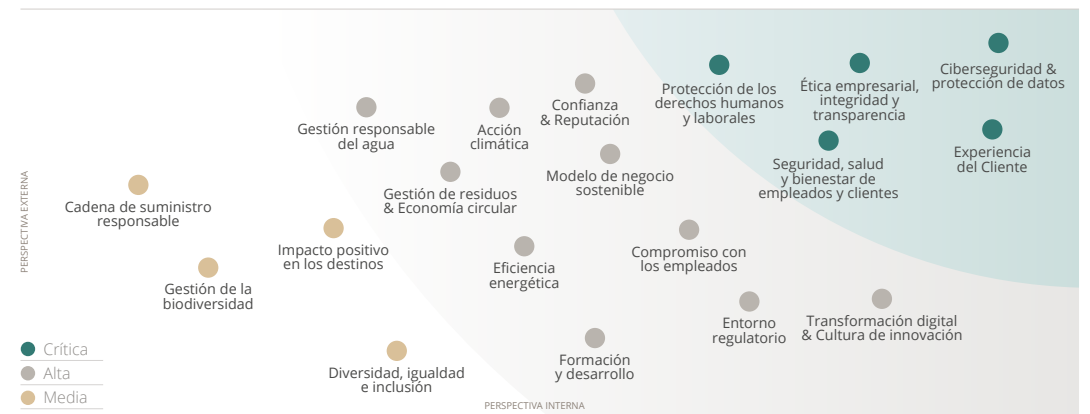 Ciberseguridad &
protección de datos
Protección de los
derechos humanos
y laborales
Ética empresarial,
integridad y
transparencia
Confianza
& Reputación
Gestión responsable
del agua
Acción
climática
Experiencia
del Cliente
Seguridad, salud
y bienestar de
empleados y clientes
Modelo de negocio
sostenible
Gestión de residuos
& Economía circular
Cadena de suministro
responsable
PERSPECTIVA EXTERNA
Impacto positivo
en los destinos
Compromiso con
los empleados
Eficiencia
energética
Gestión de la
biodiversidad
Entorno
regulatorio
Transformación digital
& Cultura de innovación
Formación
y desarrollo
Diversidad, igualdad
e inclusión
Crítica
Alta
Media
PERSPECTIVA INTERNA